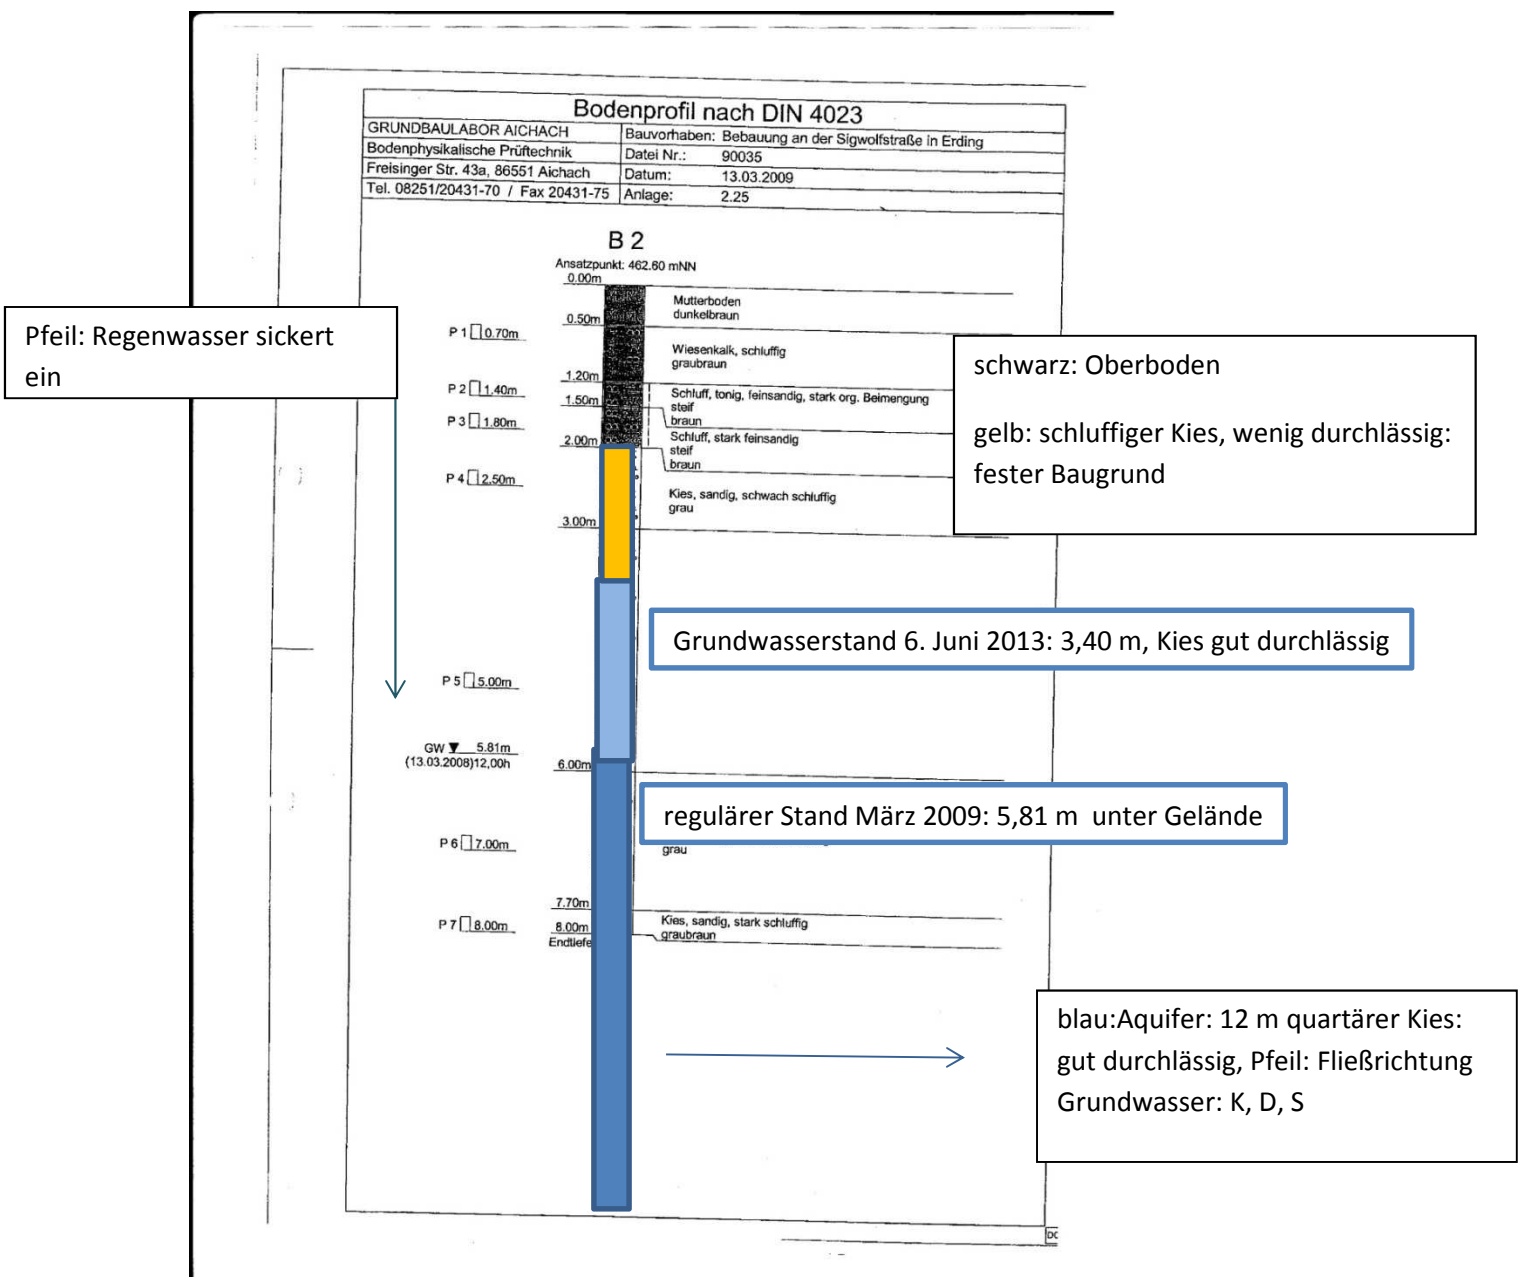 Bodenprofil nach DIN 4023
GRUNDBAULABOR AICHACH
Bodenphysikalische Prüftechnik
Freisinger Str. 43a, 86551 Aichach
Tel. 08251/20431-70 / Fax 20431-75
Bauvorhaben: Bebauung an der Sigwolfstraße in Erding
Datei Nr.: 90035
Datum: 13.03.2009
Anlage: 2.25
B 2
Ansatzpunkt: 462.60 mNN
0.00m
Mutterboden
dunkelbraun
0.50m
P 1 0.70m
Wiesenkalk, schluffig
graubraun
1.20m
P 2 1.40m
Schluff, tonig, feinsandig, stark org. Beimengung
steif
braun
1.50m
P 3 1.80m
Schluff, stark feinsandig
steif
braun
2.00m
P 4 2.50m
Kies, sandig, schwach schluffig
grau
3.00m
Pfeil: Regenwasser sickert
ein
schwarz: Oberboden
gelb: schluffiger Kies, wenig durchlässig:
fester Baugrund
Grundwasserstand 6. Juni 2013: 3,40 m, Kies gut durchlässig
P 5 5.00m
GW 5.81m
(13.03.2008)12,00h
6.00m
regulärer Stand März 2009: 5,81 m unter Gelände
P 6 7.00m
grau
7.70m
P 7 8.00m
8.00m
Endtiefe
Kies, sandig, stark schluffig
graubraun
blau:Aquifer: 12 m quartärer Kies:
gut durchlässig, Pfeil: Fließrichtung
Grundwasser: K, D, S